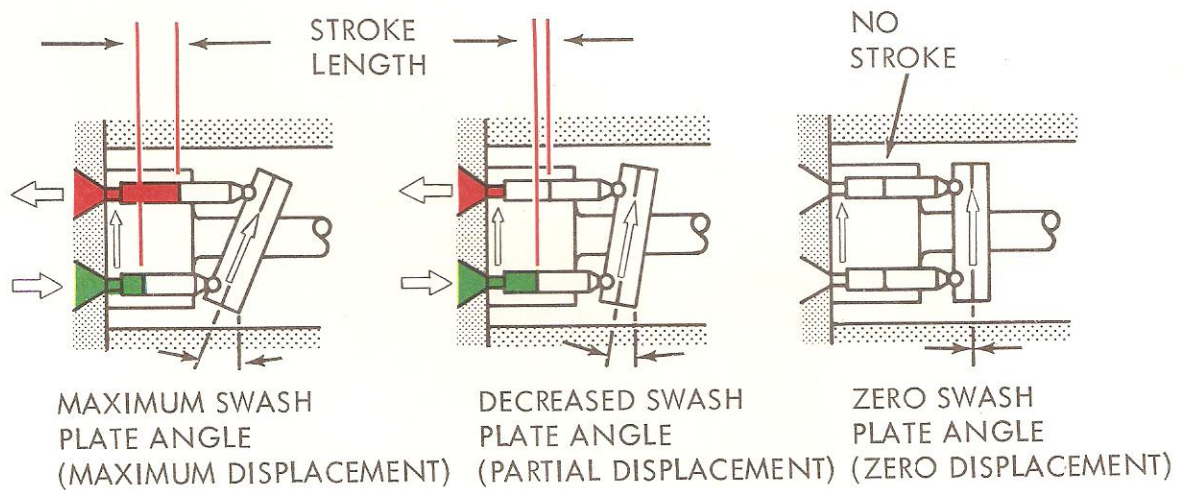 STROKE
LENGTH
NO
STROKE
MAXIMUM SWASH
PLATE ANGLE
(MAXIMUM DISPLACEMENT)
DECREASED SWASH
PLATE ANGLE
(PARTIAL DISPLACEMENT)
ZERO SWASH
PLATE ANGLE
(ZERO DISPLACEMENT)